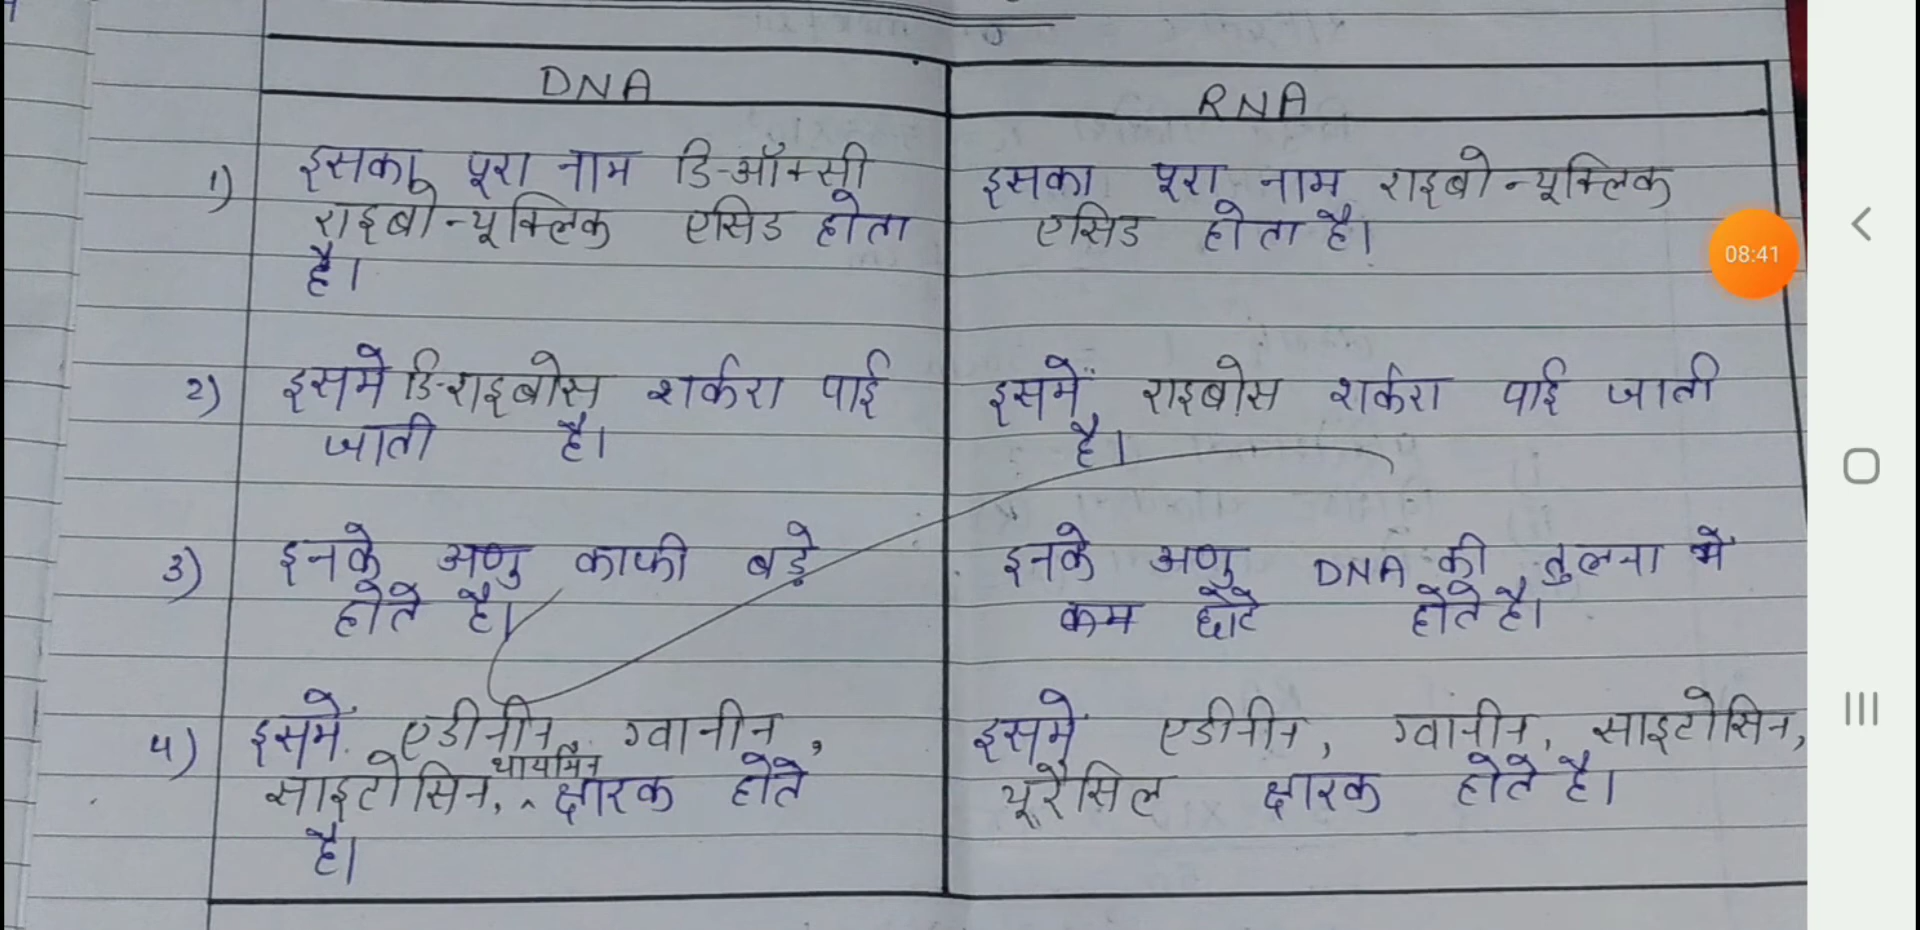 DNA
RNA
1) इसका पूरा नाम डि-ऑक्सी
राइबो-न्यूक्लिक एसिड होता
है।
इसका पूरा नाम राइबो-न्यूक्लिक
एसिड होता है।
08:41
2) इसमे डि-राइबोस शर्करा पाई
जाती है।
इसमें राइबोस शर्करा पाई जाती
है।
3) इनके अणु काफी बड़े
होते है।
इनके अणु DNA की तुलना में
कम छोटे होते है।
4) इसमें एडीनीन, ग्वानीन,
थायमिन
साइटोसिन, ^ क्षारक होते
है।
इसमें एडीनीन, ग्वानीन, साइटोसिन,
यूरैसिल क्षारक होते है।